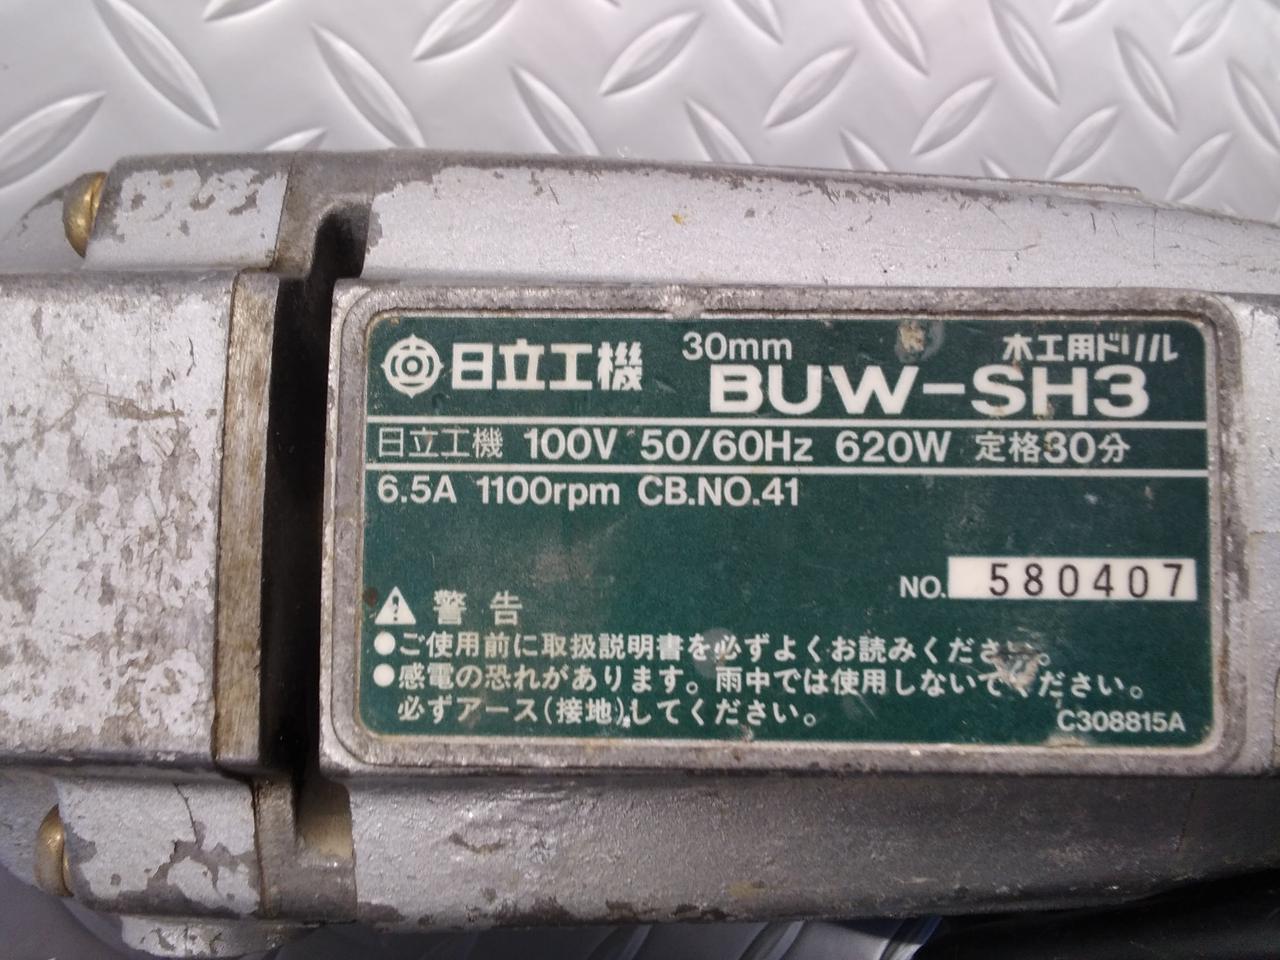 日立工機 30mm 木工用ドリル
BUW-SH3
日立工機 100V 50/60Hz 620W 定格30分
6.5A 1100rpm CB.NO.41
NO. 580407
警告
●ご使用前に取扱説明書を必ずよくお読みください。
●感電の恐れがあります。雨中では使用しないでください。
必ずアース(接地)してください。
C308815A